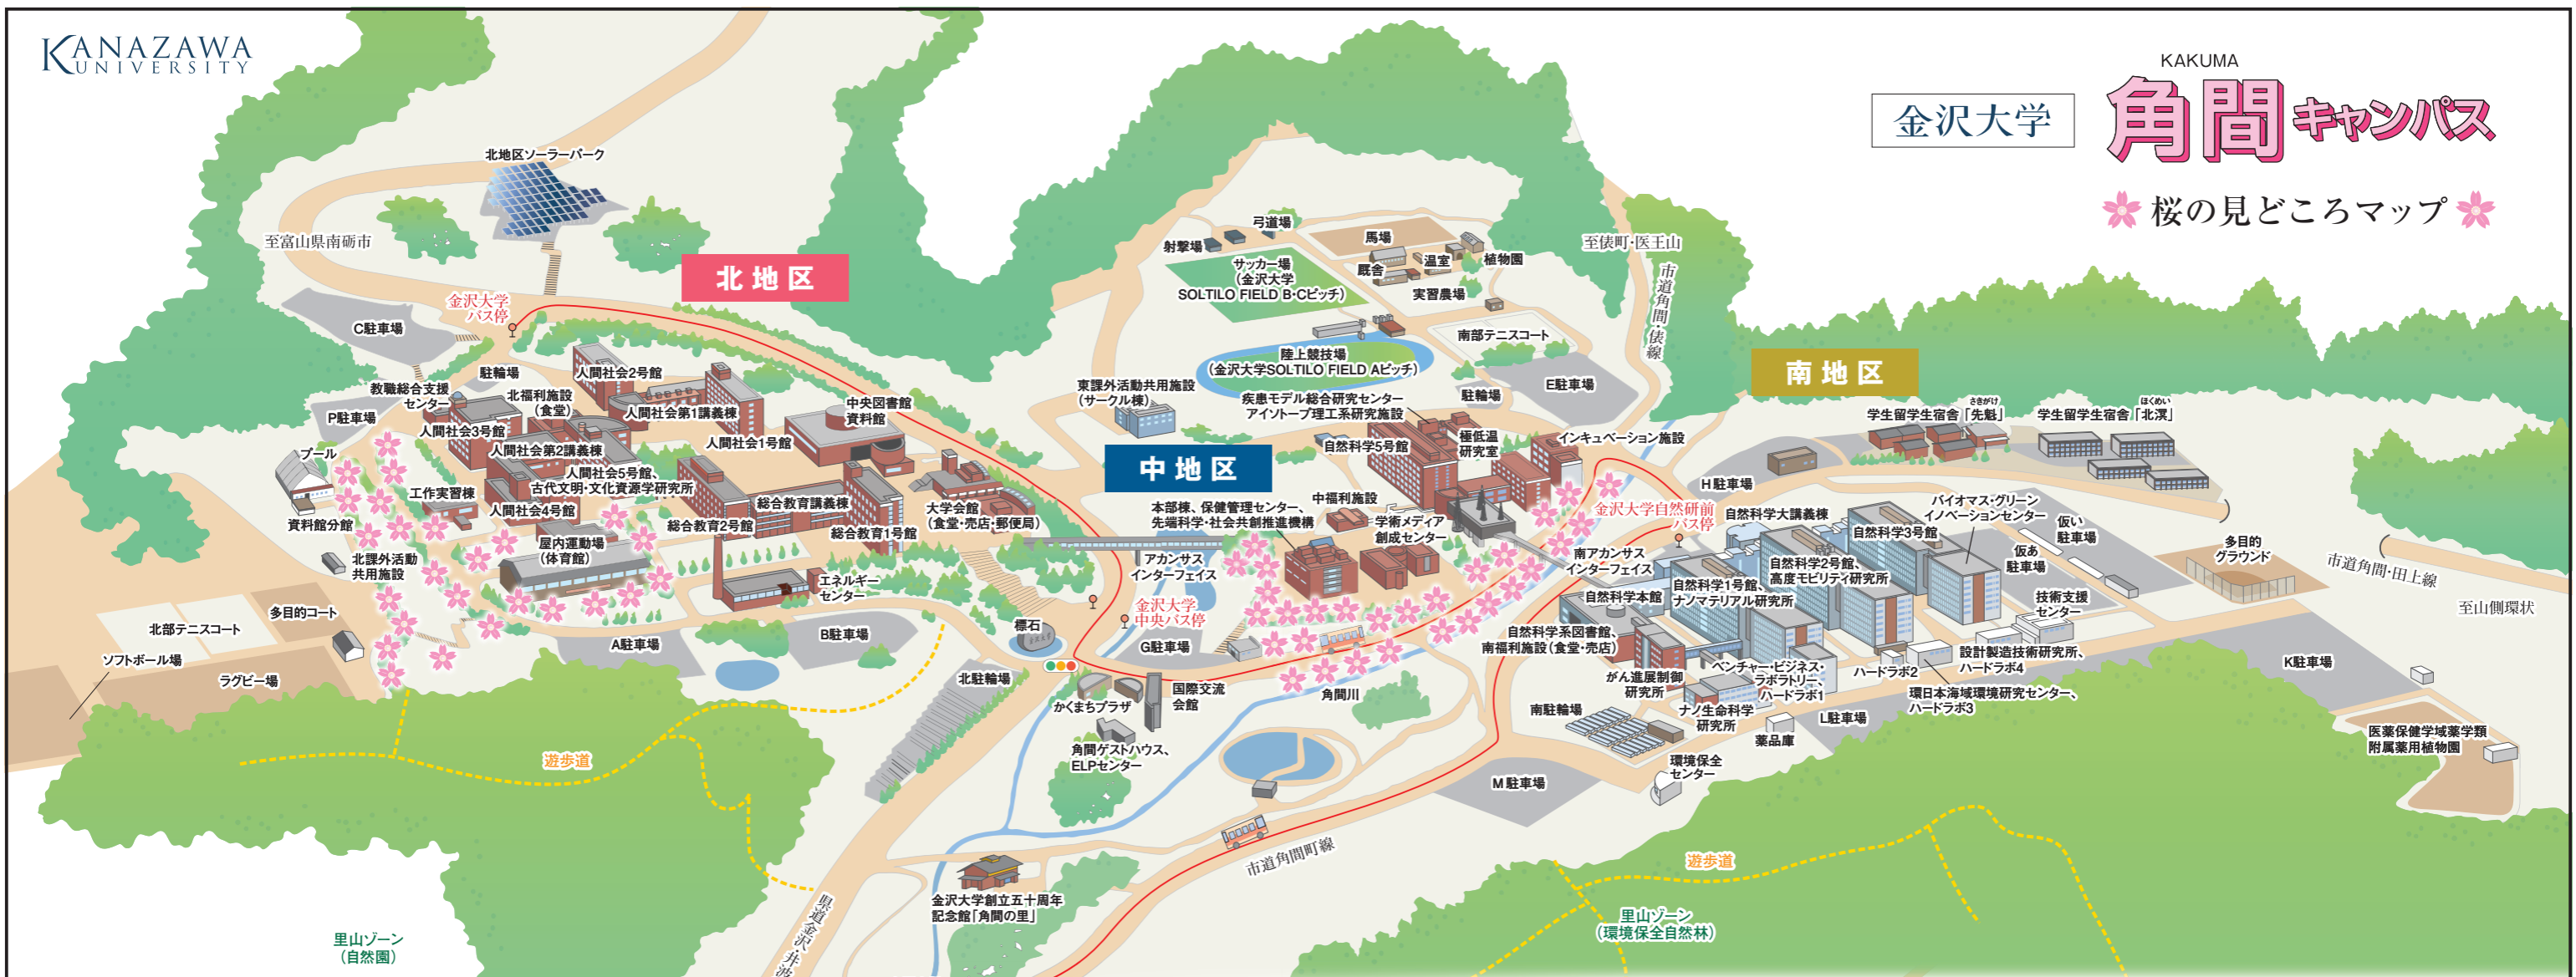 KANAZAWA
UNIVERSITY
KAKUMA
金沢大学
角間キャンパス
桜の見どころマップ
北地区ソーラーパーク
至富山県南砺市
北地区
金沢大学
バス停
C駐車場
駐輪場
教職総合支援
センター
P駐車場
北福利施設
(食堂)
人間社会2号館
人間社会第1講義棟
人間社会3号館
人間社会第2講義棟
人間社会1号館
中央図書館
資料館
プール
工作実習棟
人間社会5号館、
古代文明・文化資源学研究所
人間社会4号館
資料館分館
総合教育講義棟
総合教育2号館
総合教育1号館
大学会館
(食堂・売店・郵便局)
屋内運動場
(体育館)
北課外活動
共用施設
エネルギー
センター
多目的コート
北部テニスコート
ソフトボール場
ラグビー場
A駐車場
B駐車場
標石
北駐輪場
遊歩道
里山ゾーン
(自然園)
県道金沢・井波
弓道場
射撃場
馬場
サッカー場
(金沢大学
SOLTILO FIELD B・Cピッチ)
厩舎
温室
植物園
実習農場
至俵町・医王山
市道角間・俵線
南部テニスコート
陸上競技場
(金沢大学SOLTILO FIELD Aピッチ)
E駐車場
駐輪場
東課外活動共用施設
(サークル棟)
疾患モデル総合研究センター
アイソトープ理工系研究施設
中地区
自然科学5号館
極低温
研究室
インキュベーション施設
本部棟、保健管理センター、
先端科学・社会共創推進機構
中福利施設
学術メディア
創成センター
アカンサス
インターフェイス
金沢大学
中央バス停
G駐車場
国際交流
会館
かくまちプラザ
角間ゲストハウス、
ELPセンター
角間川
金沢大学創立五十周年
記念館「角間の里」
市道角間町線
南地区
学生留学生宿舎「先魁」
さきがけ
学生留学生宿舎「北溟」
ほくめい
H駐車場
金沢大学自然研前
バス停
自然科学大講義棟
バイオマス・グリーン
イノベーションセンター
自然科学3号館
仮い
駐車場
仮あ
駐車場
多目的
グラウンド
市道角間・田上線
至山側環状
南アカンサス
インターフェイス
自然科学2号館、
高度モビリティ研究所
自然科学1号館、
ナノマテリアル研究所
自然科学本館
技術支援
センター
自然科学系図書館、
南福利施設(食堂・売店)
設計製造技術研究所、
ハードラボ4
K駐車場
がん進展制御
研究所
ベンチャー・ビジネス・
ラボラトリー、
ハードラボ1
ハードラボ2
環日本海域環境研究センター、
ハードラボ3
南駐輪場
ナノ生命科学
研究所
L駐車場
薬品庫
医薬保健学域薬学類
附属薬用植物園
環境保全
センター
M駐車場
遊歩道
里山ゾーン
(環境保全自然林)